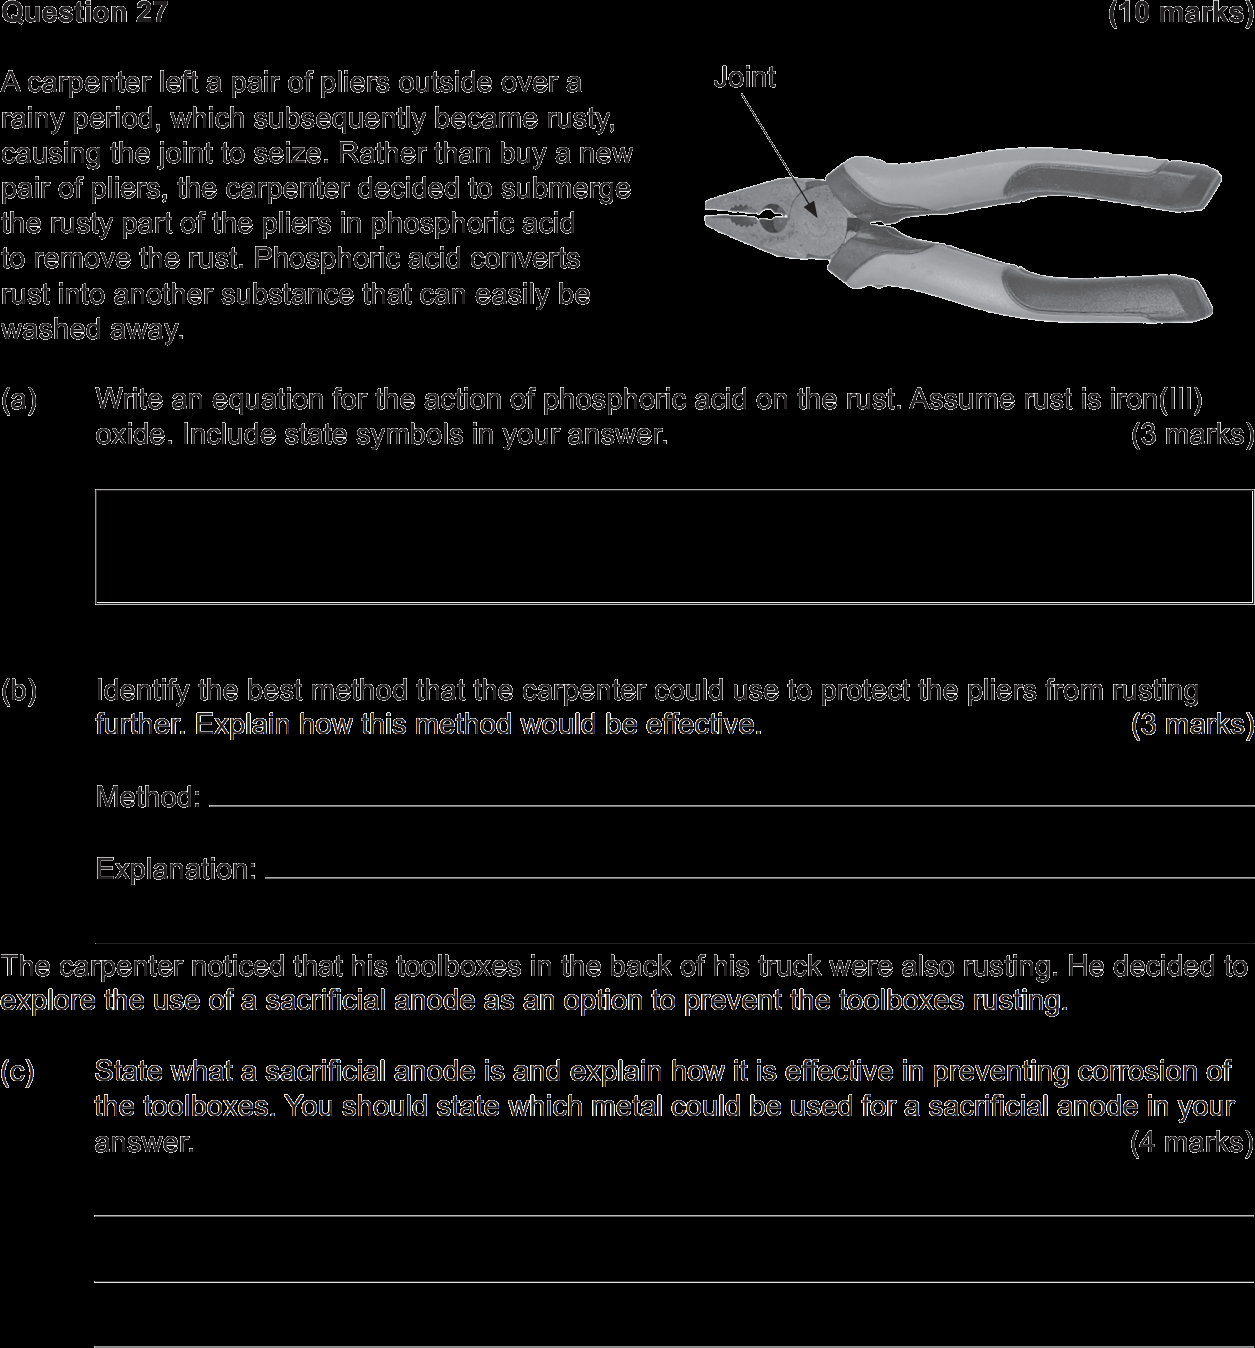 Question 27 (10 marks)
A carpenter left a pair of pliers outside over a
rainy period, which subsequently became rusty,
causing the joint to seize. Rather than buy a new
pair of pliers, the carpenter decided to submerge
the rusty part of the pliers in phosphoric acid
to remove the rust. Phosphoric acid converts
rust into another substance that can easily be
washed away.
Joint
(a) Write an equation for the action of phosphoric acid on the rust. Assume rust is iron(III)
oxide. Include state symbols in your answer. (3 marks)
(b) Identify the best method that the carpenter could use to protect the pliers from rusting
further. Explain how this method would be effective. (3 marks)
Method:
Explanation:
The carpenter noticed that his toolboxes in the back of his truck were also rusting. He decided to
explore the use of a sacrificial anode as an option to prevent the toolboxes rusting.
(c) State what a sacrificial anode is and explain how it is effective in preventing corrosion of
the toolboxes. You should state which metal could be used for a sacrificial anode in your
answer. (4 marks)